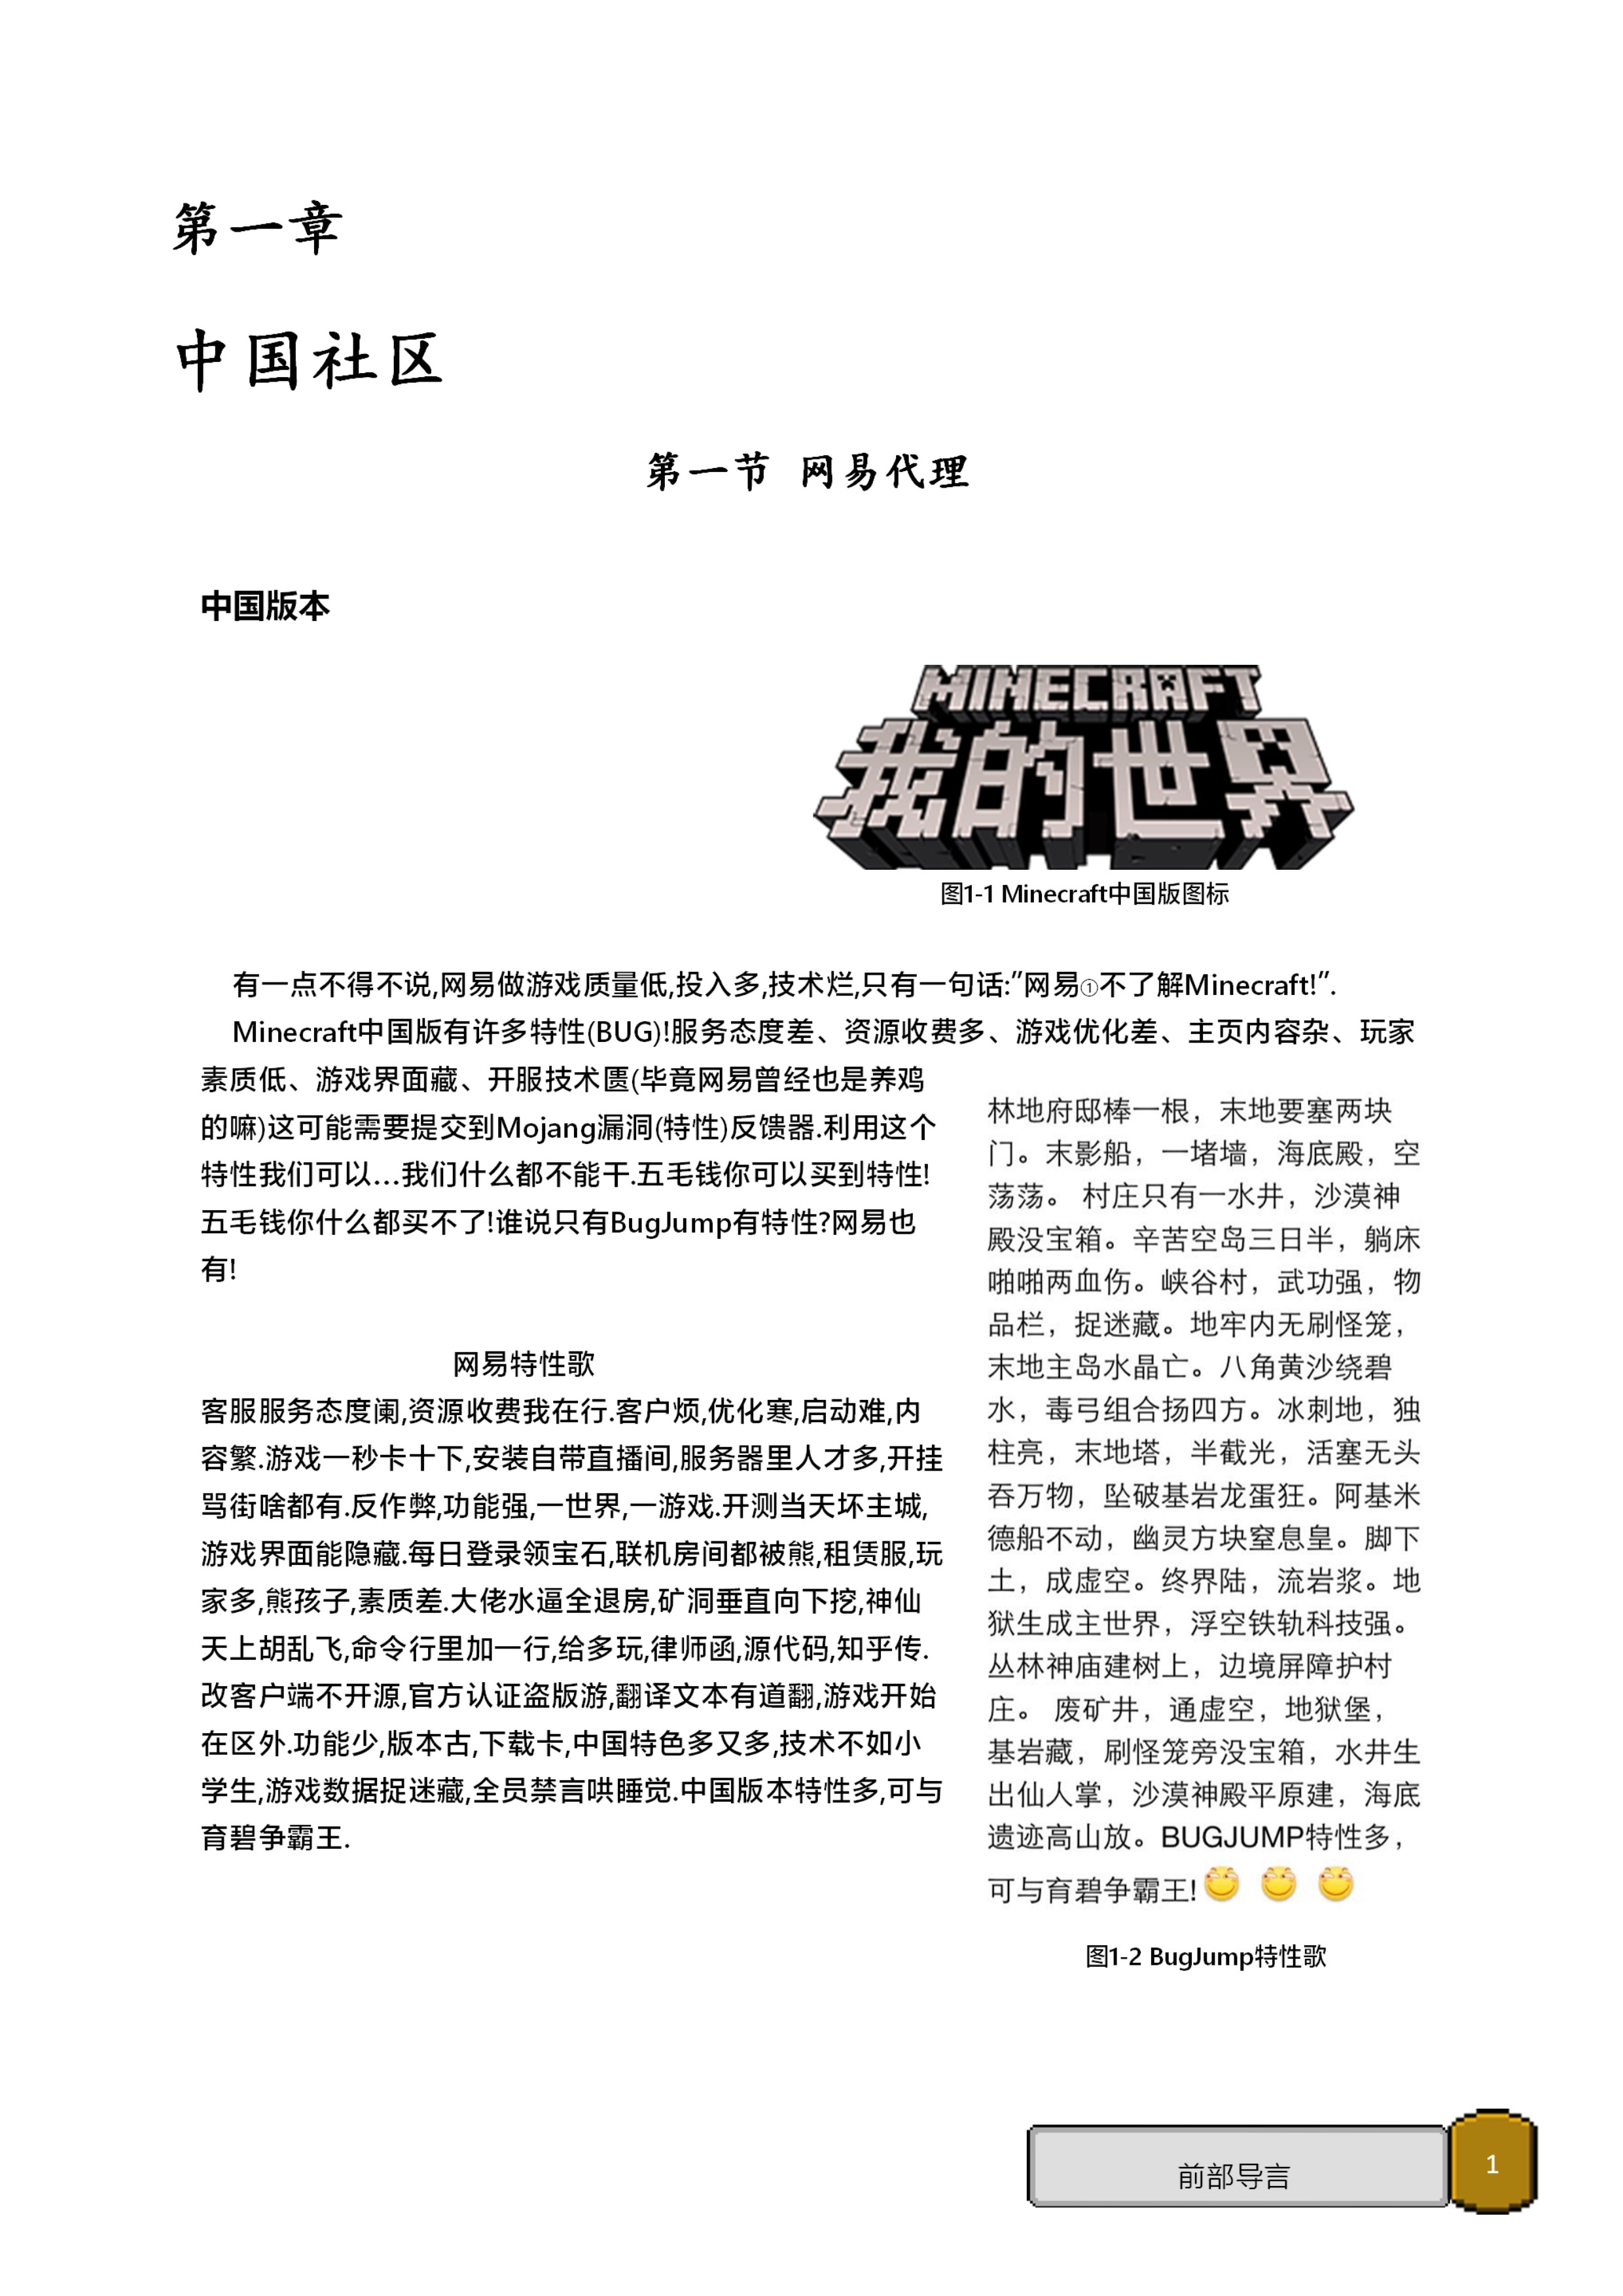 第一章
中国社区
第一节 网易代理
中国版本
MINECRAFT
我的世界
图1-1 Minecraft中国版图标
有一点不得不说,网易做游戏质量低,投入多,技术烂,只有一句话:"网易①不了解Minecraft!".
Minecraft中国版有许多特性(BUG)!服务态度差、资源收费多、游戏优化差、主页内容杂、玩家
素质低、游戏界面藏、开服技术匮(毕竟网易曾经也是养鸡
的嘛)这可能需要提交到Mojang漏洞(特性)反馈器.利用这个
特性我们可以...我们什么都不能干.五毛钱你可以买到特性!
五毛钱你什么都买不了!谁说只有BugJump有特性?网易也
有!
网易特性歌
客服服务态度阑,资源收费我在行.客户烦,优化寒,启动难,内
容繁.游戏一秒卡十下,安装自带直播间,服务器里人才多,开挂
骂街啥都有.反作弊,功能强,一世界,一游戏.开测当天坏主城,
游戏界面能隐藏.每日登录领宝石,联机房间都被熊,租赁服,玩
家多,熊孩子,素质差.大佬水逼全退房,矿洞垂直向下挖,神仙
天上胡乱飞,命令行里加一行,给多玩,律师函,源代码,知乎传.
改客户端不开源,官方认证盗版游,翻译文本有道翻,游戏开始
在区外.功能少,版本古,下载卡,中国特色多又多,技术不如小
学生,游戏数据捉迷藏,全员禁言哄睡觉.中国版本特性多,可与
育碧争霸王.
林地府邸棒一根，末地要塞两块
门。末影船，一堵墙，海底殿，空
荡荡。 村庄只有一水井，沙漠神
殿没宝箱。辛苦空岛三日半，躺床
啪啪两血伤。峡谷村，武功强，物
品栏，捉迷藏。地牢内无刷怪笼，
末地主岛水晶亡。八角黄沙绕碧
水，毒弓组合扬四方。冰刺地，独
柱亮，末地塔，半截光，活塞无头
吞万物，坠破基岩龙蛋狂。阿基米
德船不动，幽灵方块窒息皇。脚下
土，成虚空。终界陆，流岩浆。地
狱生成主世界，浮空铁轨科技强。
丛林神庙建树上，边境屏障护村
庄。 废矿井，通虚空，地狱堡，
基岩藏，刷怪笼旁没宝箱，水井生
出仙人掌，沙漠神殿平原建，海底
遗迹高山放。BUGJUMP特性多，
可与育碧争霸王!
图1-2 BugJump特性歌
前部导言
1